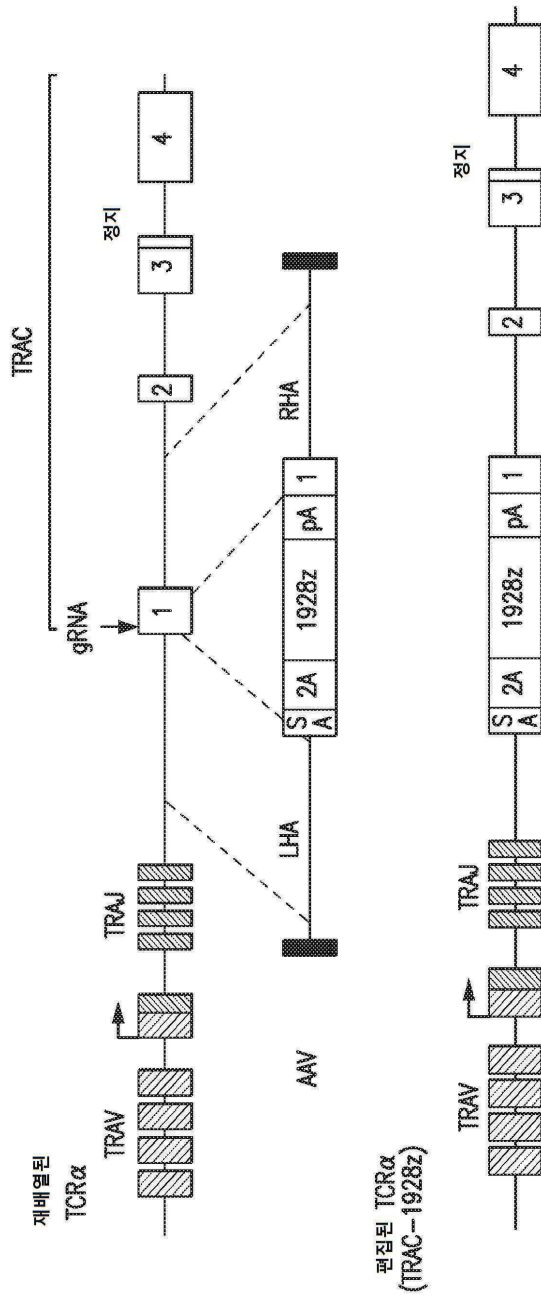 TRAC
재배열된
TCRα
TRAV
TRAJ
gRNA
정지
1
2
3
4
AAV
LHA
SA
2A
1928z
pA
1
RHA
편집된 TCRα
(TRAC-1928z)
TRAV
TRAJ
정지
SA
2A
1928z
pA
1
2
3
4